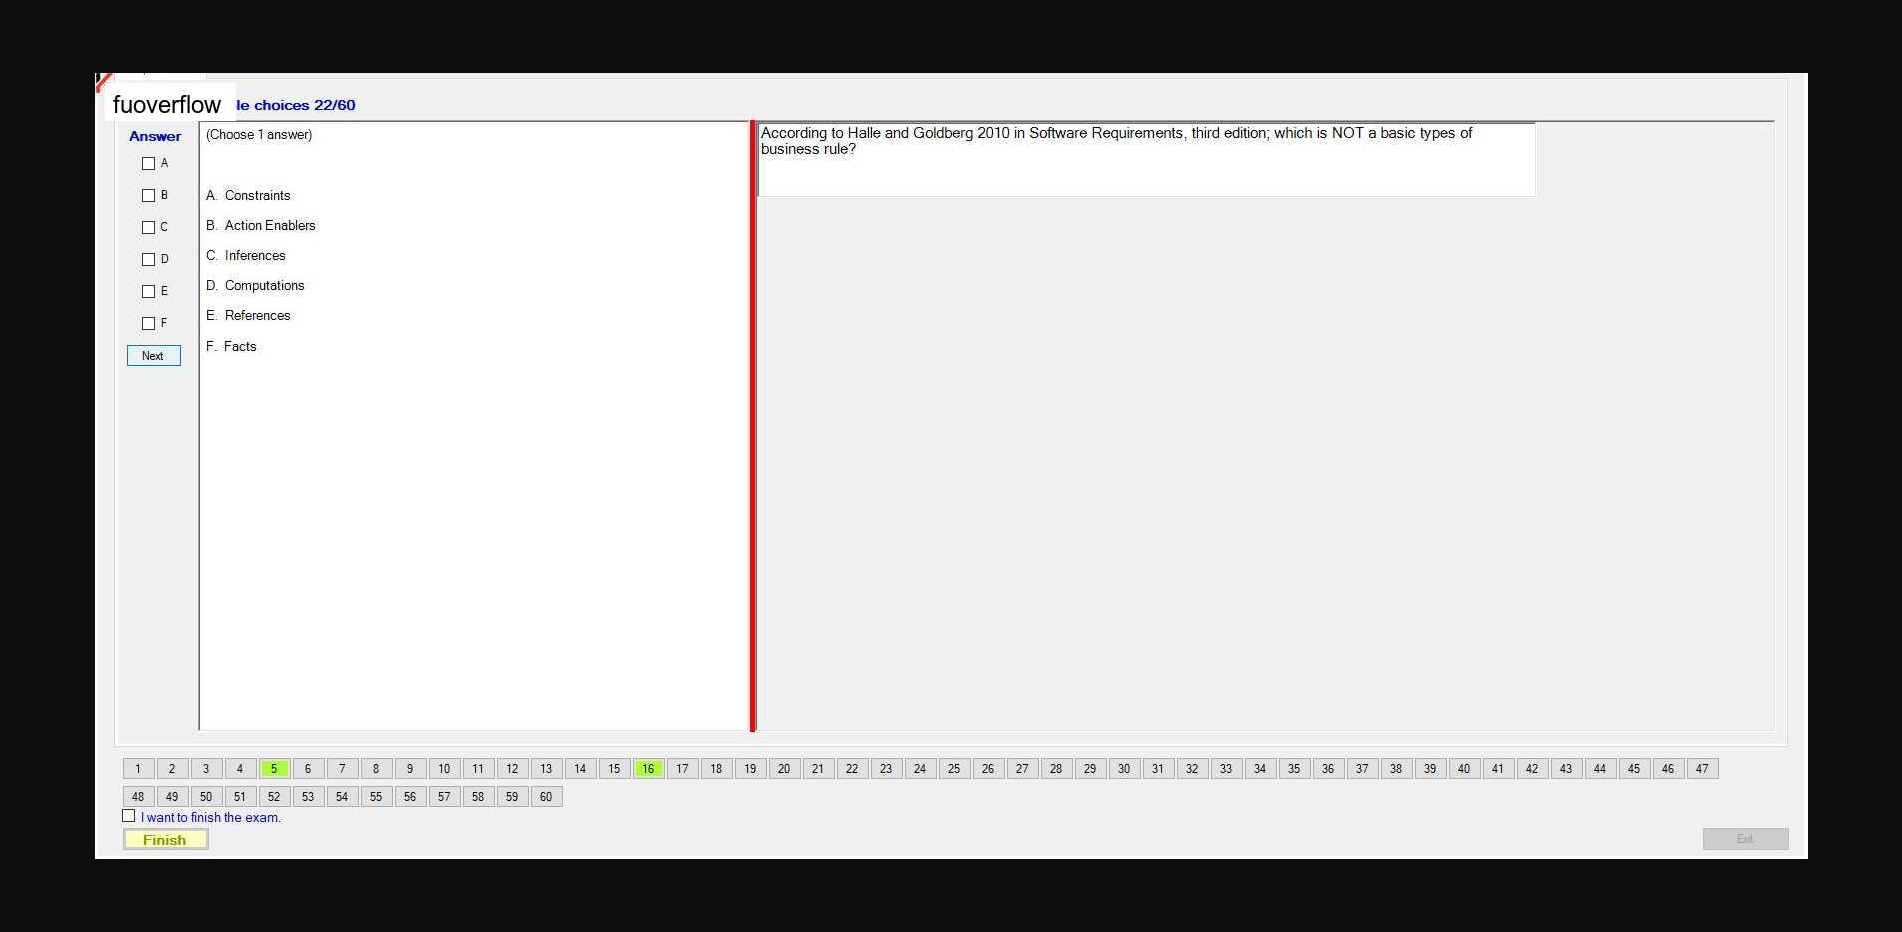 fuoverflow
le choices 22/60
Answer
(Choose 1 answer)
According to Halle and Goldberg 2010 in Software Requirements, third edition; which is NOT a basic types of
business rule?
A
B
C
D
E
F
Next
A. Constraints
B. Action Enablers
C. Inferences
D. Computations
E. References
F. Facts
1 2 3 4 5 6 7 8 9 10 11 12 13 14 15 16 17 18 19 20 21 22 23 24 25 26 27 28 29 30 31 32 33 34 35 36 37 38 39 40 41 42 43 44 45 46 47
48 49 50 51 52 53 54 55 56 57 58 59 60
I want to finish the exam.
Finish
Exit